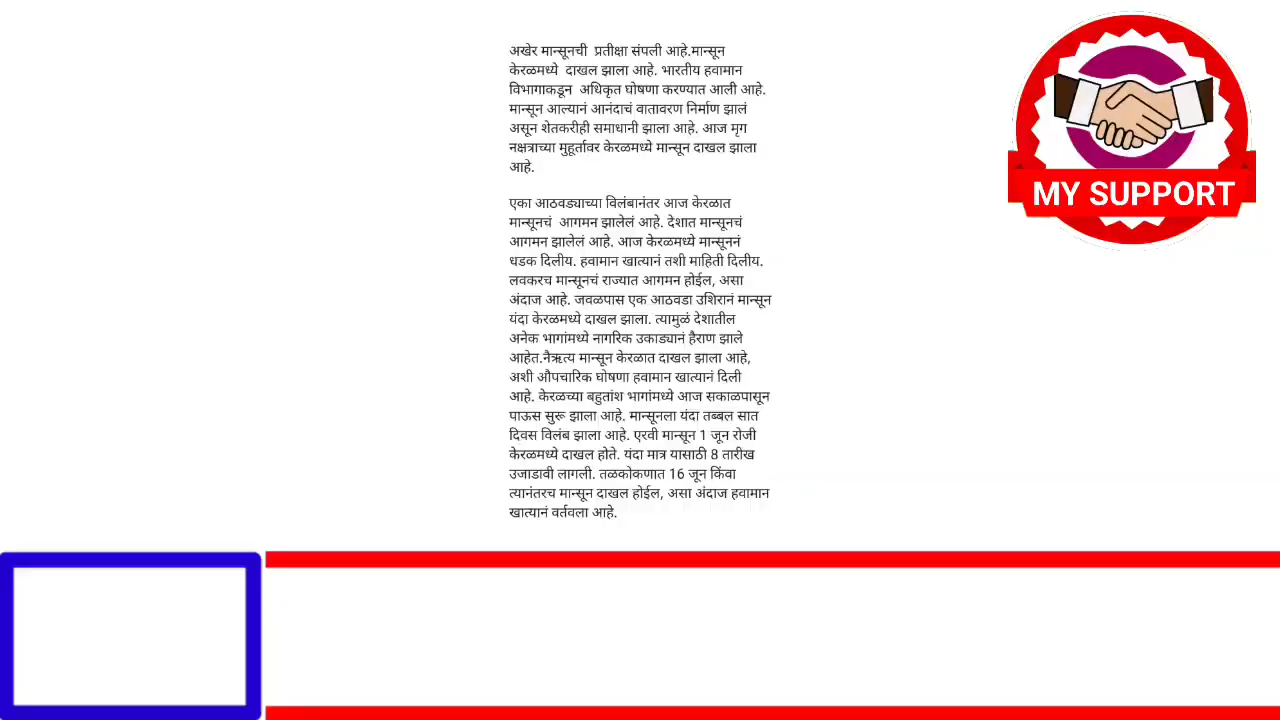 अखेर मान्सूनची प्रतीक्षा संपली आहे.मान्सून
केरळमध्ये दाखल झाला आहे. भारतीय हवामान
विभागाकडून अधिकृत घोषणा करण्यात आली आहे.
मान्सून आल्यानं आनंदाचं वातावरण निर्माण झालं
असून शेतकरीही समाधानी झाला आहे. आज मृग
नक्षत्राच्या मुहूर्तावर केरळमध्ये मान्सून दाखल झाला
आहे.
एका आठवड्याच्या विलंबानंतर आज केरळात
मान्सूनचं आगमन झालेलं आहे. देशात मान्सूनचं
आगमन झालेलं आहे. आज केरळमध्ये मान्सूननं
धडक दिलीय. हवामान खात्यानं तशी माहिती दिलीय.
लवकरच मान्सूनचं राज्यात आगमन होईल, असा
अंदाज आहे. जवळपास एक आठवडा उशिरानं मान्सून
यंदा केरळमध्ये दाखल झाला. त्यामुळं देशातील
अनेक भागांमध्ये नागरिक उकाड्यानं हैराण झाले
आहेत.नैऋत्य मान्सून केरळात दाखल झाला आहे,
अशी औपचारिक घोषणा हवामान खात्यानं दिली
आहे. केरळच्या बहुतांश भागांमध्ये आज सकाळपासून
पाऊस सुरू झाला आहे. मान्सूनला यंदा तब्बल सात
दिवस विलंब झाला आहे. एरवी मान्सून 1 जून रोजी
केरळमध्ये दाखल होते. यंदा मात्र यासाठी 8 तारीख
उजाडावी लागली. तळकोकणात 16 जून किंवा
त्यानंतरच मान्सून दाखल होईल, असा अंदाज हवामान
खात्यानं वर्तवला आहे.
MY SUPPORT